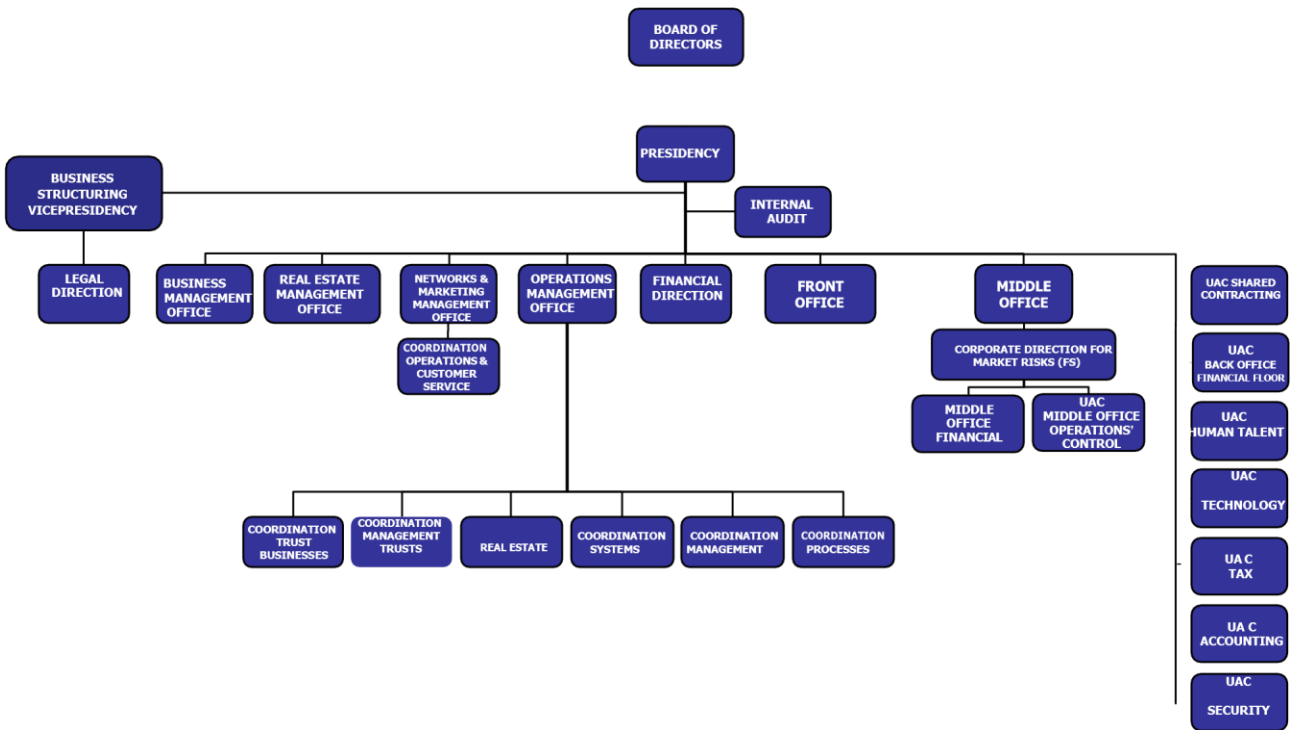 BOARD OF
DIRECTORS
PRESIDENCY
BUSINESS
STRUCTURING
VICEPRESIDENCY
INTERNAL
AUDIT
LEGAL
DIRECTION
BUSINESS
MANAGEMENT
OFFICE
REAL ESTATE
MANAGEMENT
OFFICE
NETWORKS &
MARKETING
MANAGEMENT
OFFICE
OPERATIONS
MANAGEMENT
OFFICE
FINANCIAL
DIRECTION
FRONT
OFFICE
MIDDLE
OFFICE
UAC SHARED
CONTRACTING
COORDINATION
OPERATIONS &
CUSTOMER
SERVICE
CORPORATE DIRECTION FOR
MARKET RISKS (FS)
UAC
BACK OFFICE
FINANCIAL FLOOR
MIDDLE
OFFICE
FINANCIAL
UAC
MIDDLE OFFICE
OPERATIONS'
CONTROL
UAC
HUMAN TALENT
UAC
TECHNOLOGY
COORDINATION
TRUST
BUSINESSES
COORDINATION
MANAGEMENT
TRUSTS
REAL ESTATE
COORDINATION
SYSTEMS
COORDINATION
MANAGEMENT
COORDINATION
PROCESSES
UA C
TAX
UA C
ACCOUNTING
UAC
SECURITY